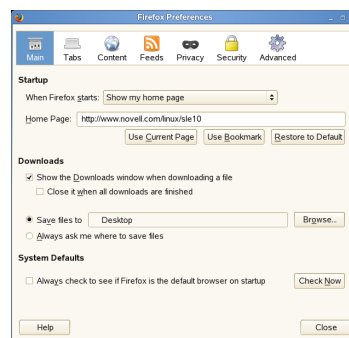 Firefox Preferences
Main Tabs Content Feeds Privacy Security Advanced
Startup
When Firefox starts: Show my home page
Home Page: http://www.novell.com/linux/sle10
Use Current Page Use Bookmark Restore to Default
Downloads
Show the Downloads window when downloading a file
Close it when all downloads are finished
Save files to Desktop Browse...
Always ask me where to save files
System Defaults
Always check to see if Firefox is the default browser on startup Check Now
Help Close